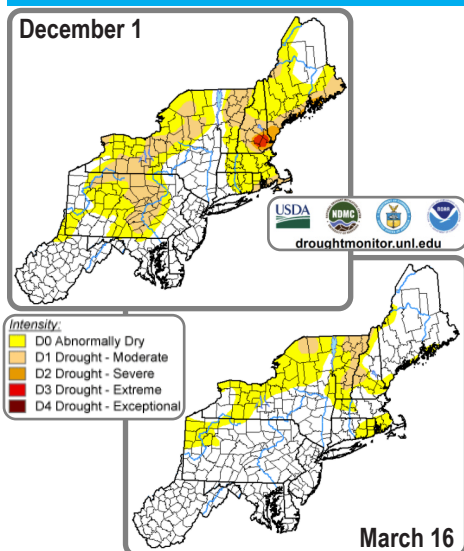 December 1
USDA
NDMC
NOAA
droughtmonitor.unl.edu
Intensity:
D0 Abnormally Dry
D1 Drought - Moderate
D2 Drought - Severe
D3 Drought - Extreme
D4 Drought - Exceptional
March 16